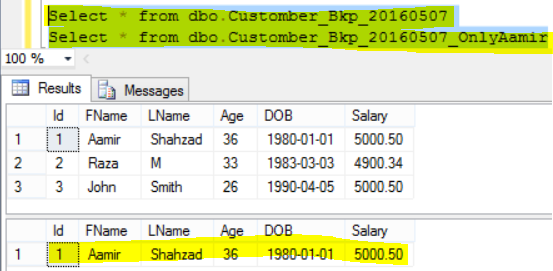 Select * from dbo.Customber_Bkp_20160507
Select * from dbo.Customber_Bkp_20160507_OnlyAamir
100 %
Results Messages
Id FName LName Age DOB Salary
1 1 Aamir Shahzad 36 1980-01-01 5000.50
2 2 Raza M 33 1983-03-03 4900.34
3 3 John Smith 26 1990-04-05 5000.50
Id FName LName Age DOB Salary
1 1 Aamir Shahzad 36 1980-01-01 5000.50